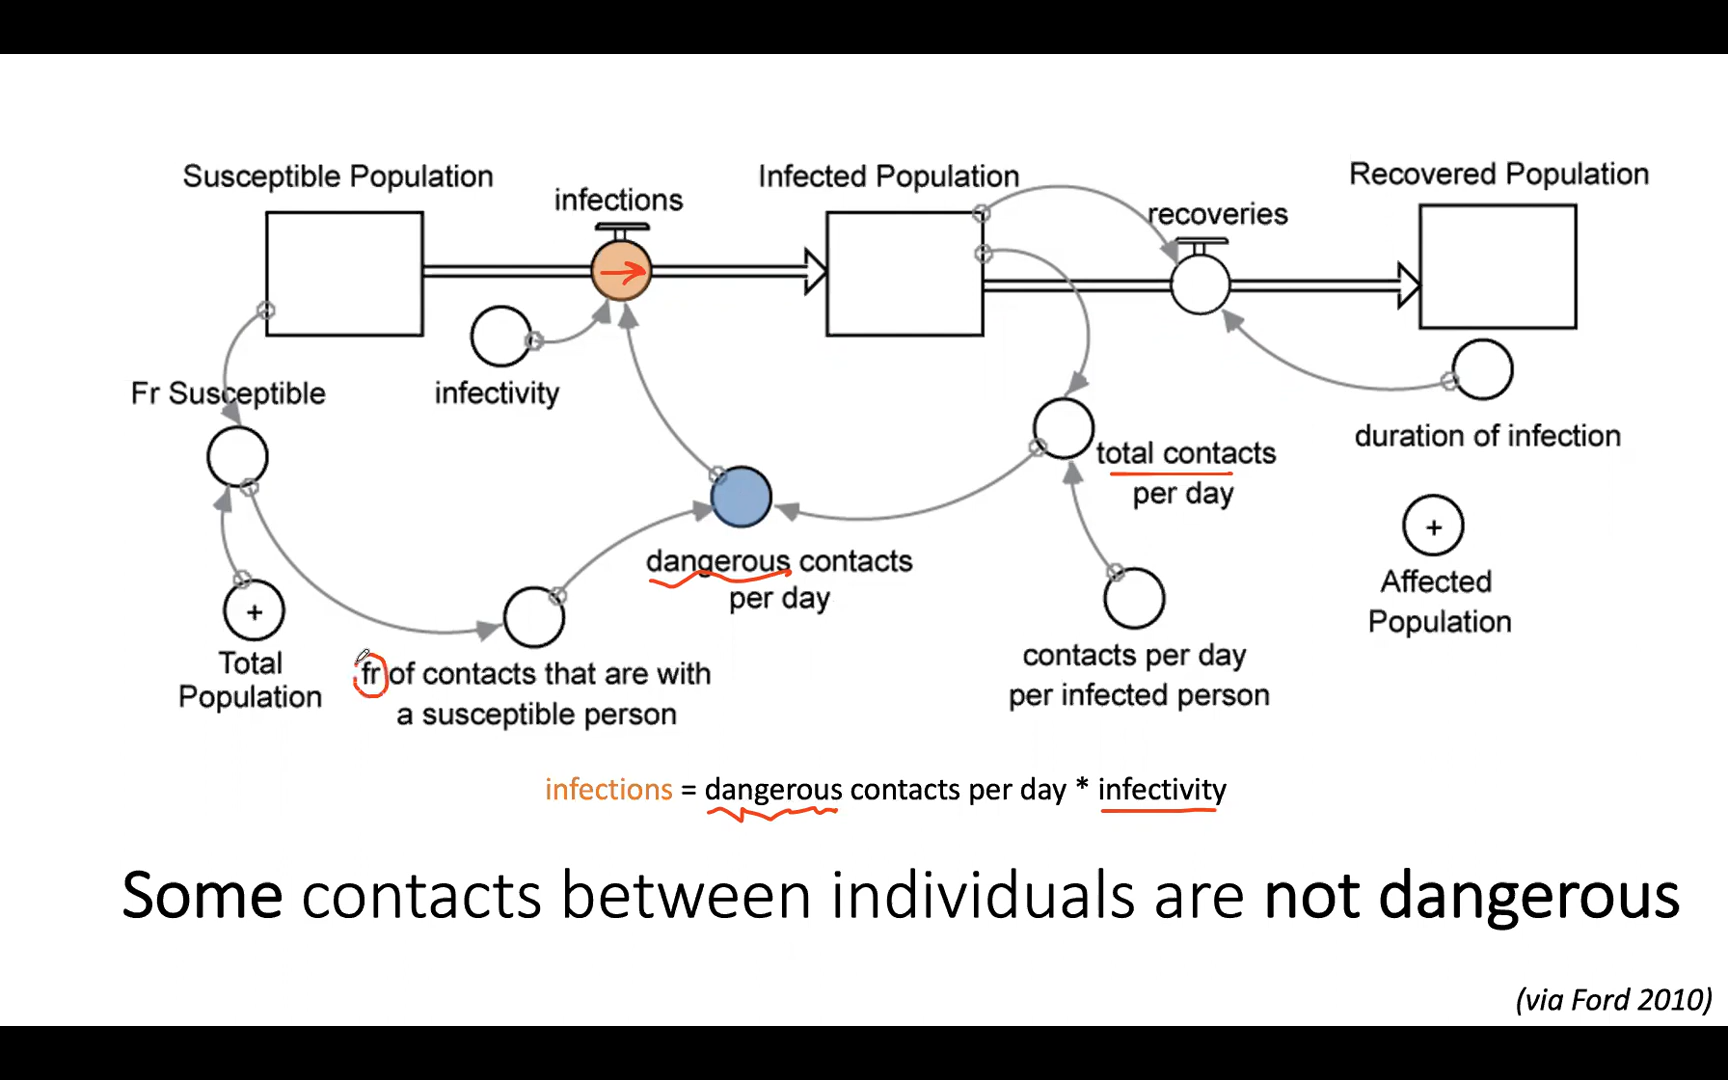 Susceptible Population
infections
Infected Population
recoveries
Recovered Population
Fr Susceptible
infectivity
total contacts
per day
duration of infection
dangerous contacts
per day
+
Affected
Population
+
Total
Population
fr of contacts that are with
a susceptible person
contacts per day
per infected person
infections = dangerous contacts per day * infectivity
Some contacts between individuals are not dangerous
(via Ford 2010)